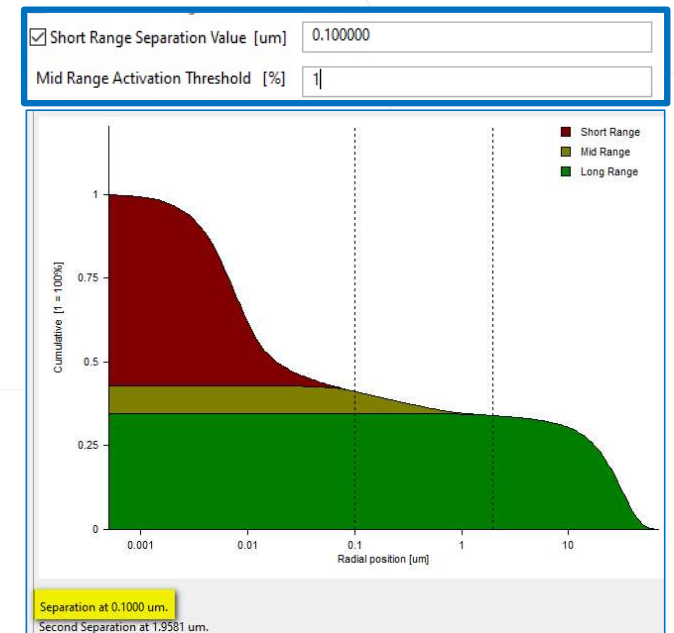 Short Range Separation Value [um] 0.100000
Mid Range Activation Threshold [%] 1
Short Range
Mid Range
Long Range
Cumulative [1 = 100%]
1
0.75
0.5
0.25
0
0.001 0.01 0.1 1 10
Radial position [um]
Separation at 0.1000 um.
Second Separation at 1.9581 um.